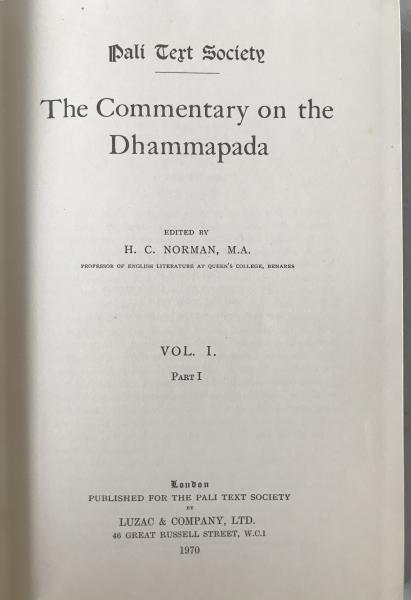 Pali Text Society
The Commentary on the
Dhammapada
EDITED BY
H. C. NORMAN, M.A.
PROFESSOR OF ENGLISH LITERATURE AT QUEEN'S COLLEGE, BENARES
VOL. I.
PART I
London
PUBLISHED FOR THE PALI TEXT SOCIETY
BY
LUZAC & COMPANY, LTD.
46 GREAT RUSSELL STREET, W.C.1
1970